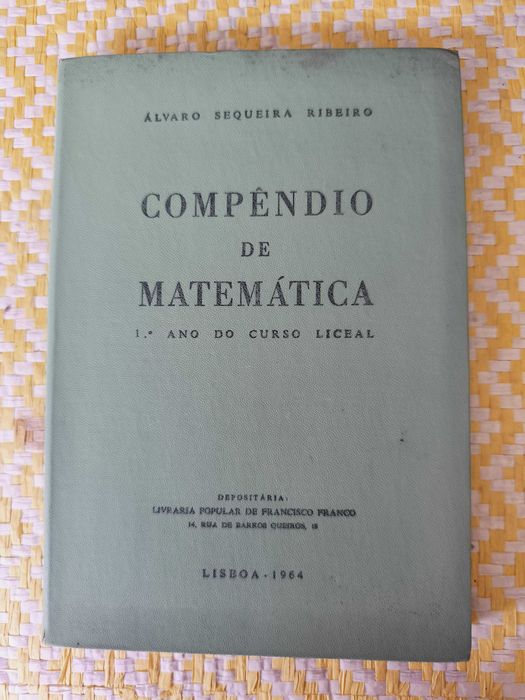 ÁLVARO SEQUEIRA RIBEIRO
COMPÊNDIO
DE
MATEMÁTICA
1.º ANO DO CURSO LICEAL
DEPOSITÁRIA:
LIVRARIA POPULAR DE FRANCISCO FRANCO
14, RUA DE BARROS QUEIROS, 18
LISBOA - 1964